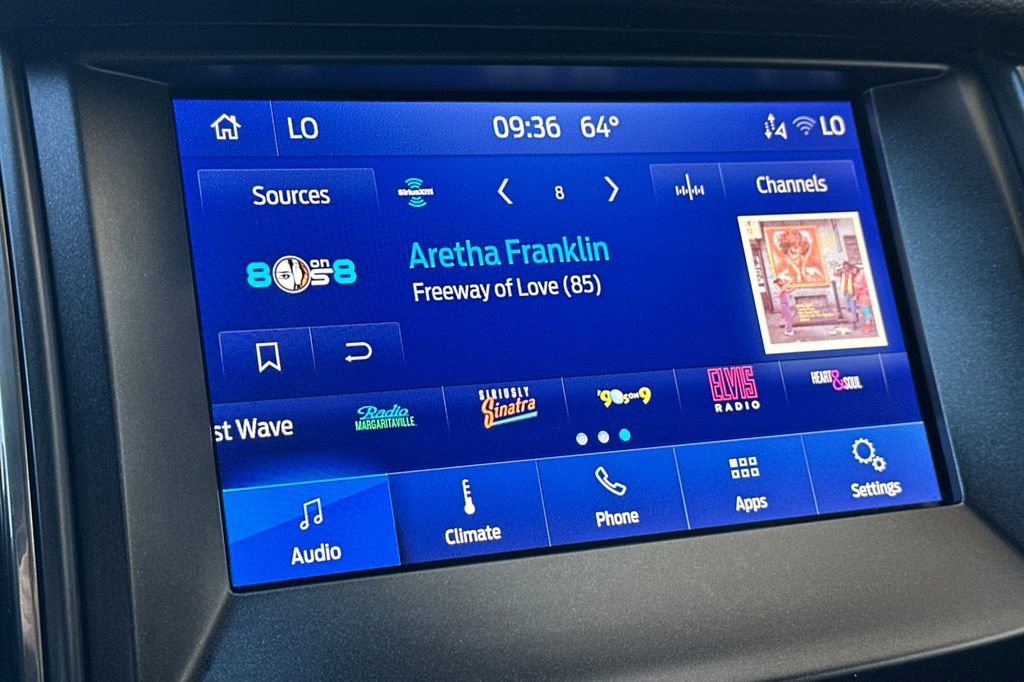 LO
09:36 64°
LO
Sources
SiriusXM
8
Channels
80s on 8
Aretha Franklin
Freeway of Love (85)
st Wave
Radio
MARGARITAVILLE
SIRIUSLY
Sinatra
'90s ON 9
ELVIS
RADIO
HEART & SOUL
Audio
Climate
Phone
Apps
Settings